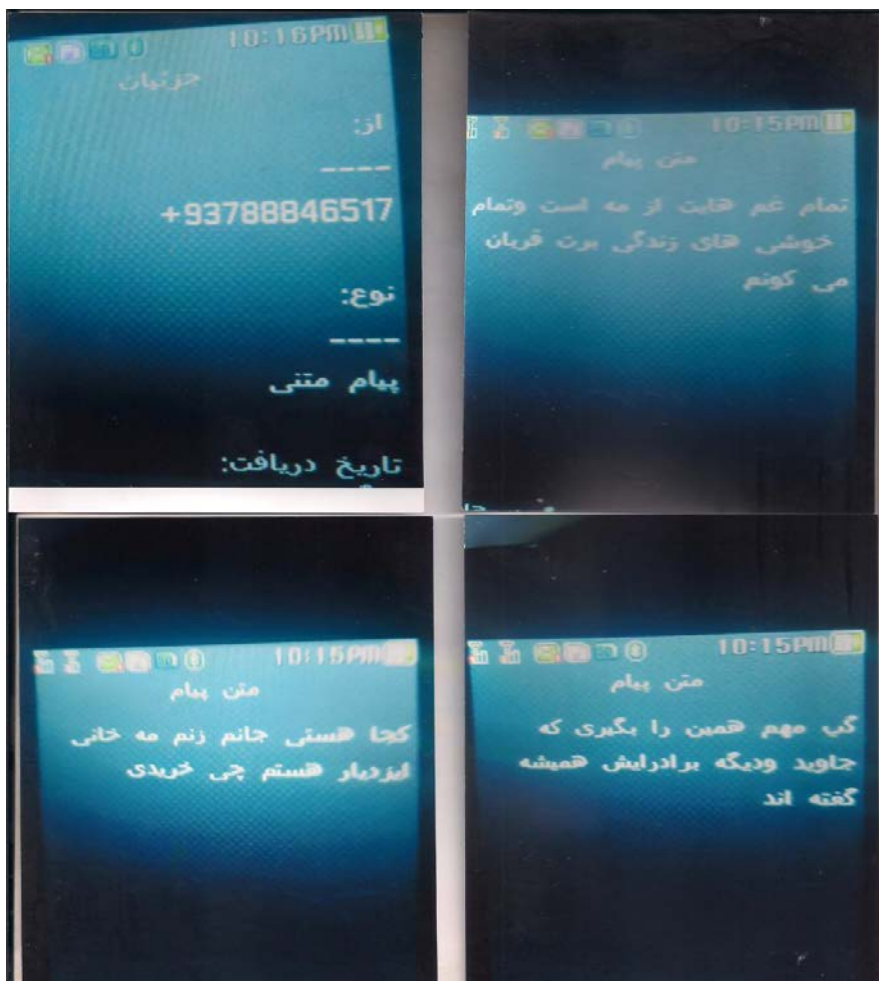 10:16PM
جزئیات
از:
----
+93788846517
نوع:
----
پیام متنی
تاریخ دریافت:
10:15PM
متن پیام
تمام غم هایت از مه است وتمام
خوشی های زندگی برت قربان
می کونم
10:15PM
متن پیام
کجا هستی جانم زنم مه خانی
ایزدیار هستم چی خریدی
10:15PM
متن پیام
گپ مهم همین را بگیری که
جاوید ودیگه برادرایش همیشه
گفته اند